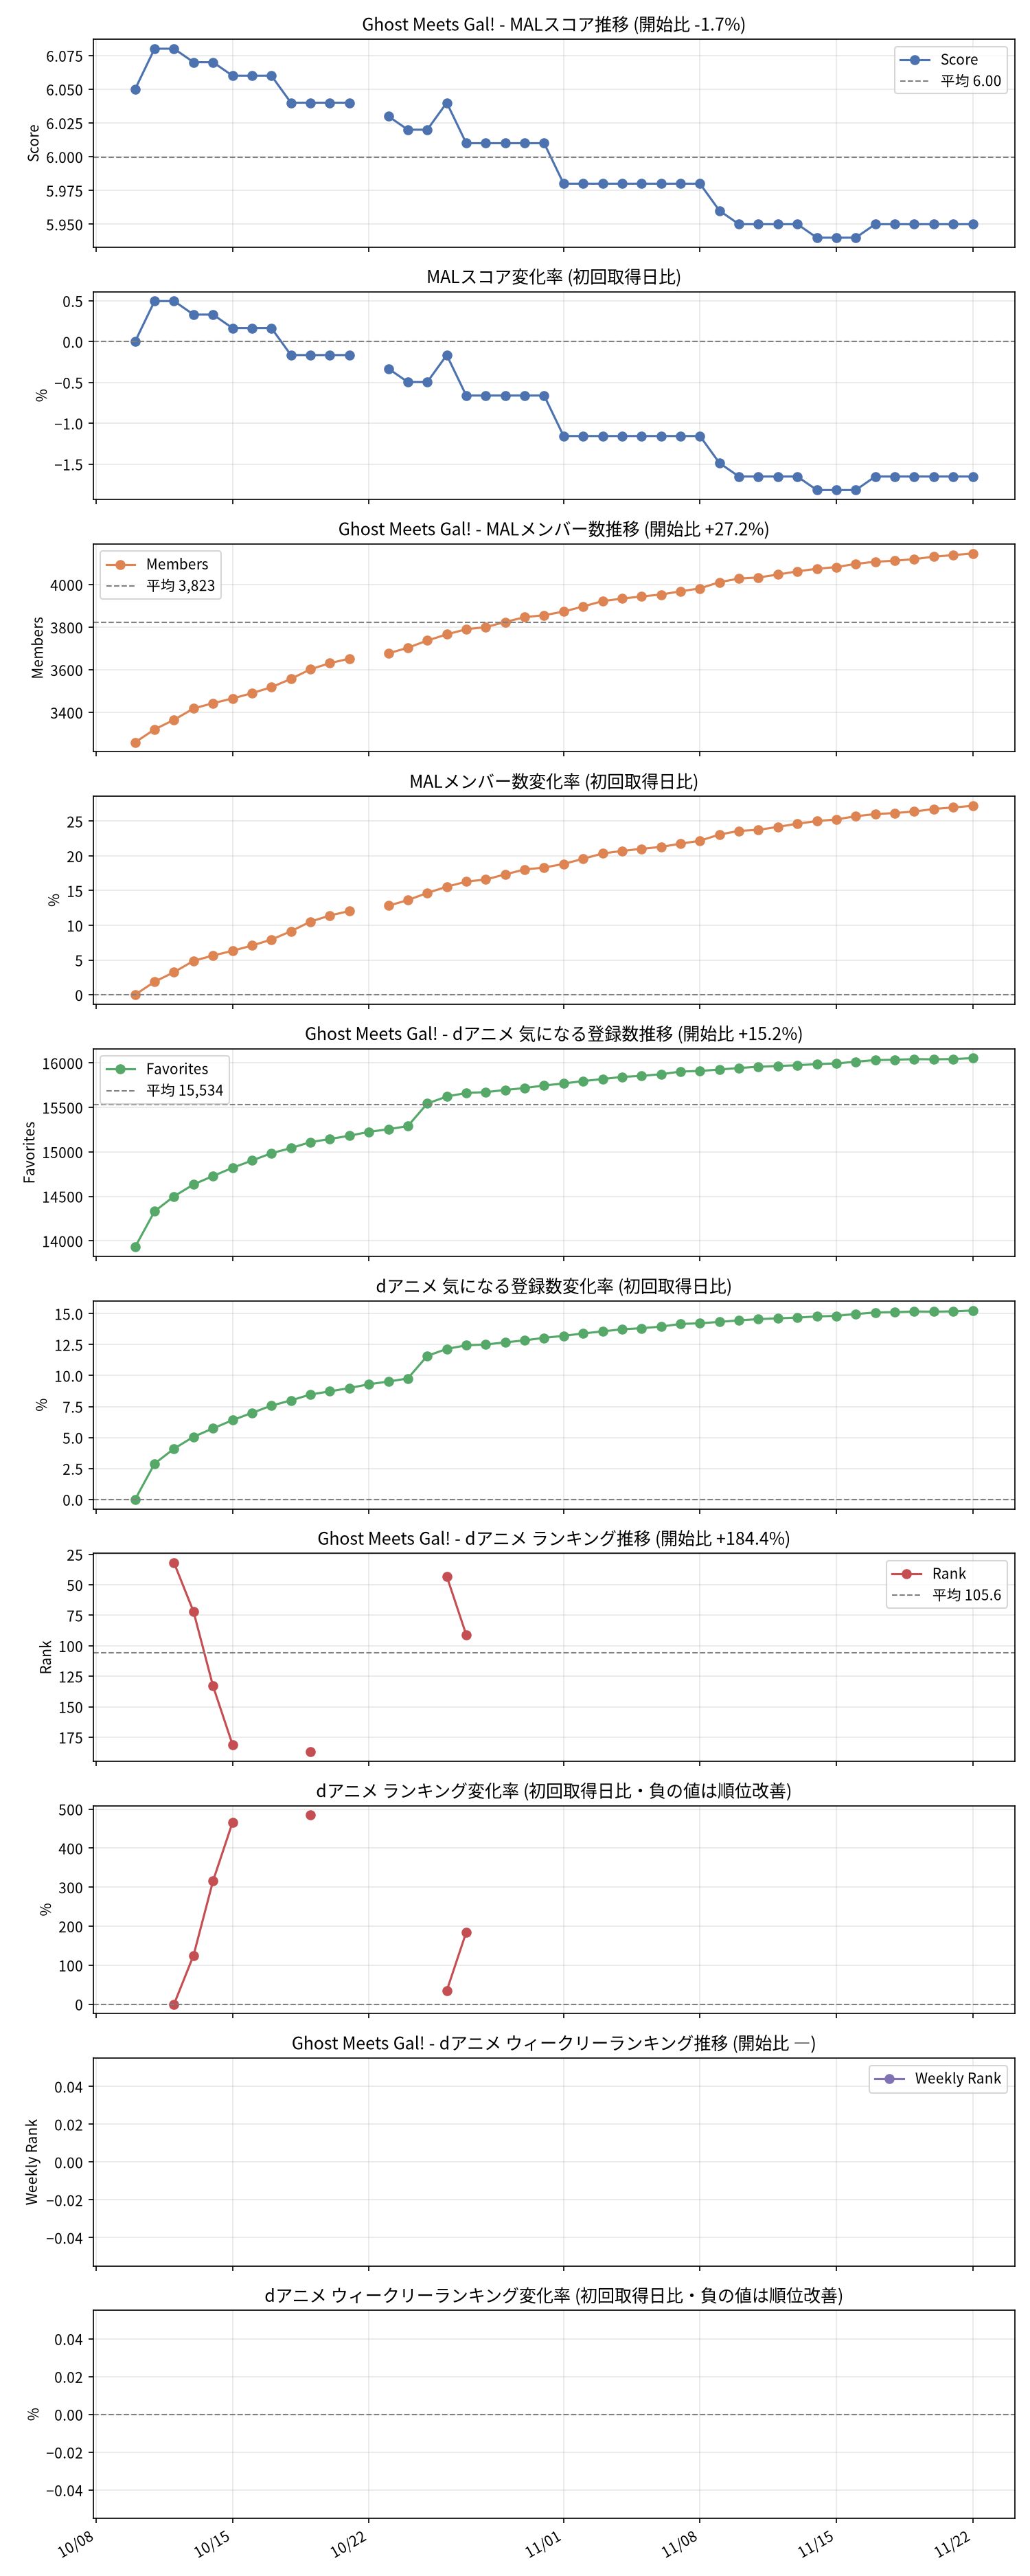 Ghost Meets Gal! - MALスコア推移 (開始比 -1.7%)
6.075
6.050
6.025
6.000
5.975
5.950
Score
Score
平均 6.00
MALスコア変化率 (初回取得日比)
0.5
0.0
−0.5
−1.0
−1.5
%
Ghost Meets Gal! - MALメンバー数推移 (開始比 +27.2%)
4000
3800
3600
3400
Members
Members
平均 3,823
MALメンバー数変化率 (初回取得日比)
25
20
15
10
5
0
%
Ghost Meets Gal! - dアニメ 気になる登録数推移 (開始比 +15.2%)
16000
15500
15000
14500
14000
Favorites
Favorites
平均 15,534
dアニメ 気になる登録数変化率 (初回取得日比)
15.0
12.5
10.0
7.5
5.0
2.5
0.0
%
Ghost Meets Gal! - dアニメ ランキング推移 (開始比 +184.4%)
25
50
75
100
125
150
175
Rank
Rank
平均 105.6
dアニメ ランキング変化率 (初回取得日比・負の値は順位改善)
500
400
300
200
100
0
%
Ghost Meets Gal! - dアニメ ウィークリーランキング推移 (開始比 —)
0.04
0.02
0.00
−0.02
−0.04
Weekly Rank
Weekly Rank
dアニメ ウィークリーランキング変化率 (初回取得日比・負の値は順位改善)
0.04
0.02
0.00
−0.02
−0.04
%
10/08
10/15
10/22
11/01
11/08
11/15
11/22